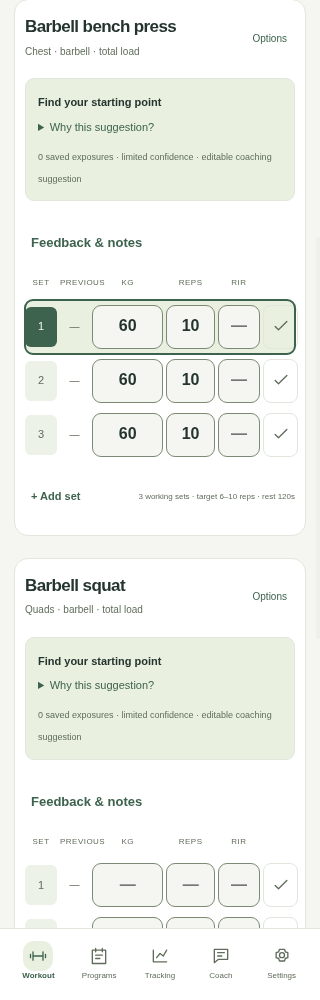 Barbell bench press
Options
Chest · barbell · total load
Find your starting point
▶ Why this suggestion?
0 saved exposures · limited confidence · editable coaching
suggestion
Feedback & notes
SET PREVIOUS KG REPS RIR
1 — 60 10 —
2 — 60 10 —
3 — 60 10 —
+ Add set 3 working sets · target 6–10 reps · rest 120s
Barbell squat
Options
Quads · barbell · total load
Find your starting point
▶ Why this suggestion?
0 saved exposures · limited confidence · editable coaching
suggestion
Feedback & notes
SET PREVIOUS KG REPS RIR
1 — — — —
Workout Programs Tracking Coach Settings